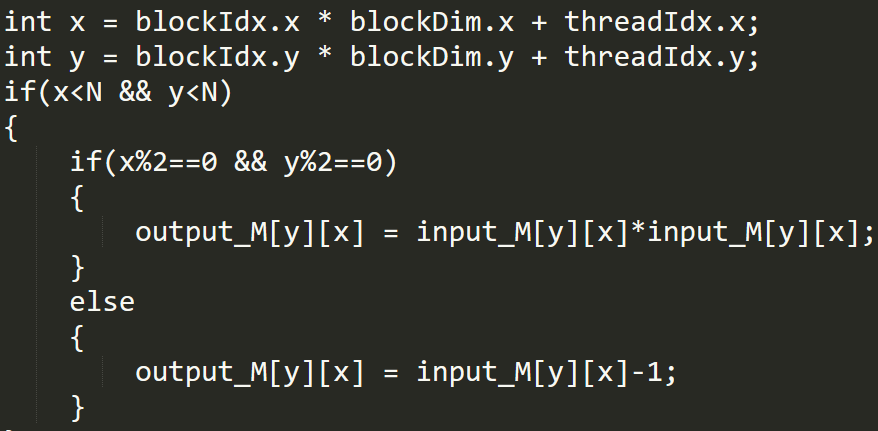 int x = blockIdx.x * blockDim.x + threadIdx.x;
int y = blockIdx.y * blockDim.y + threadIdx.y;
if(x<N && y<N)
{
    if(x%2==0 && y%2==0)
    {
        output_M[y][x] = input_M[y][x]*input_M[y][x];
    }
    else
    {
        output_M[y][x] = input_M[y][x]-1;
    }